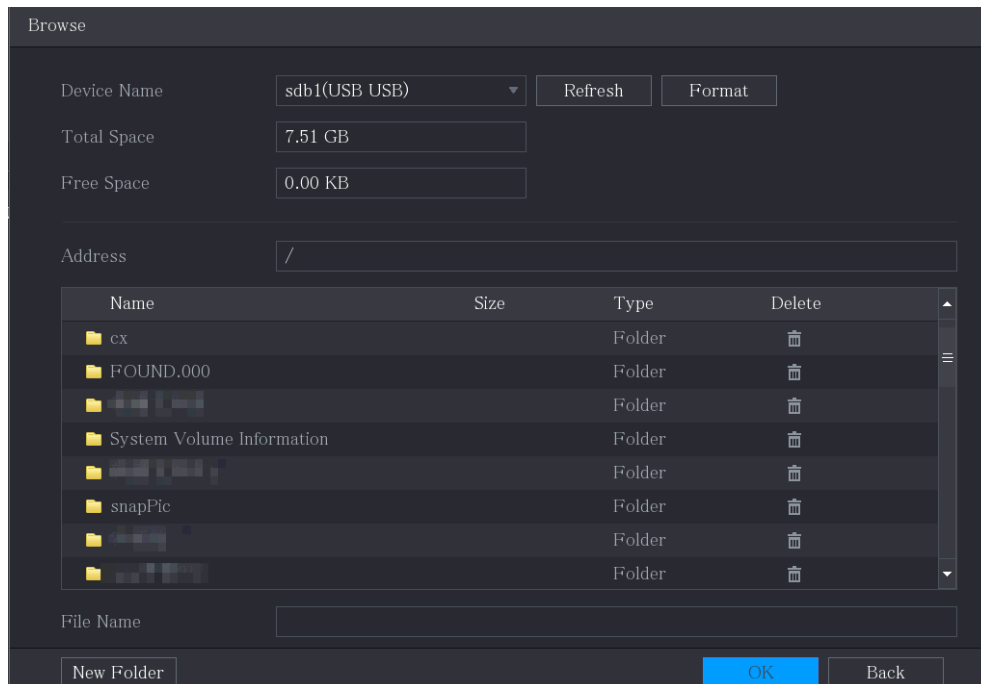 Browse
Device Name sdb1(USB USB) Refresh Format
Total Space 7.51 GB
Free Space 0.00 KB
Address /
Name Size Type Delete
cx Folder
FOUND.000 Folder
Folder
System Volume Information Folder
Folder
snapPic Folder
Folder
Folder
File Name
New Folder OK Back